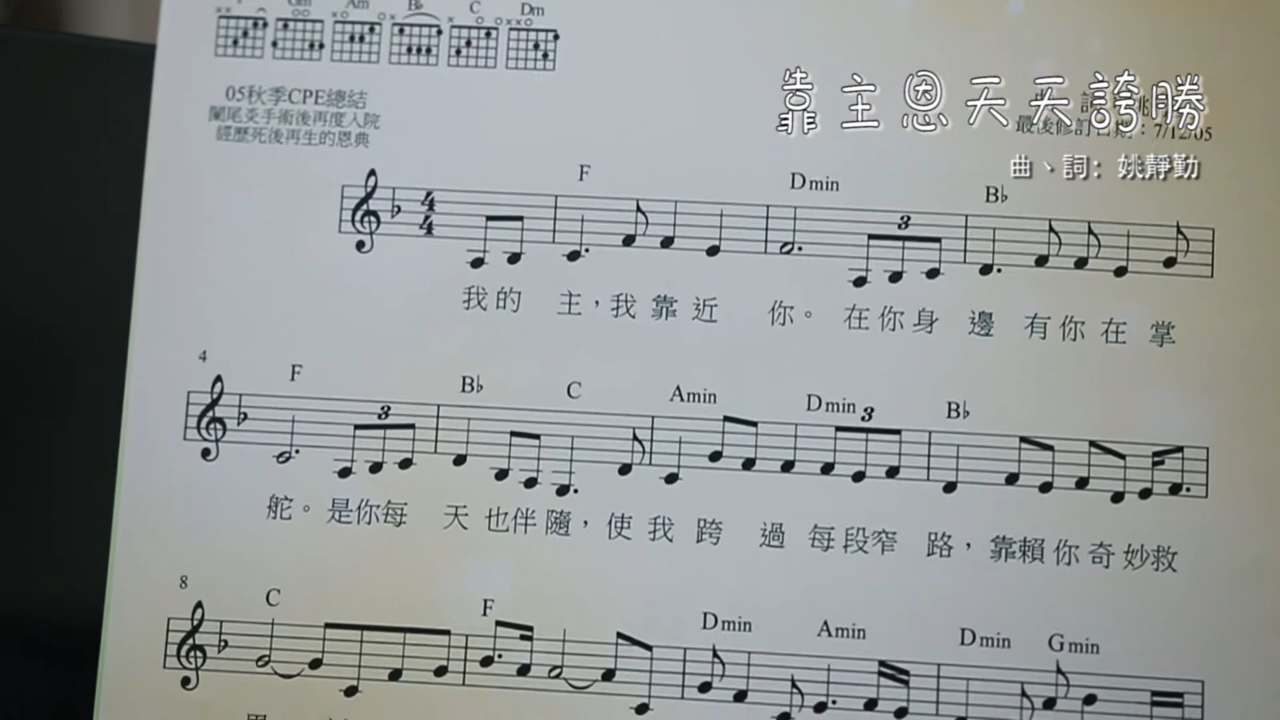 Gm Am B♭ C Dm
靠主恩天天誇勝
05秋季CPE總結
闌尾炎手術後再度入院
經歷死後再生的恩典
最後修訂日期：7/12/05
曲、詞：姚靜勤
F Dmin B♭
4
4
3
我的 主，我 靠 近 你。 在 你 身 邊 有 你 在 掌
4
F B♭ C Amin Dmin B♭
3 3
舵。是你每 天 也 伴 隨， 使 我 跨 過 每 段 窄 路，靠賴 你 奇 妙 救
8
C F Dmin Amin Dmin Gmin